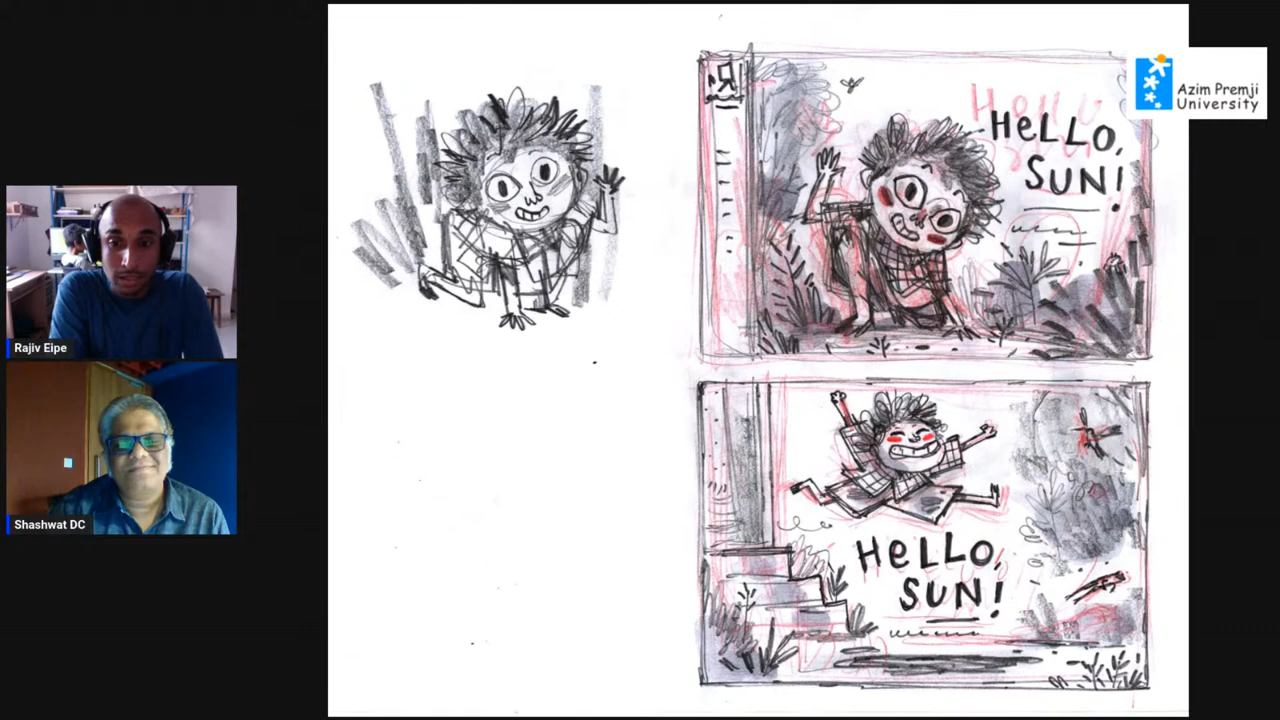 HeLLO,
SUN!
Azim Premji
University
Rajiv Eipe
Shashwat DC
HeLLO,
SUN!